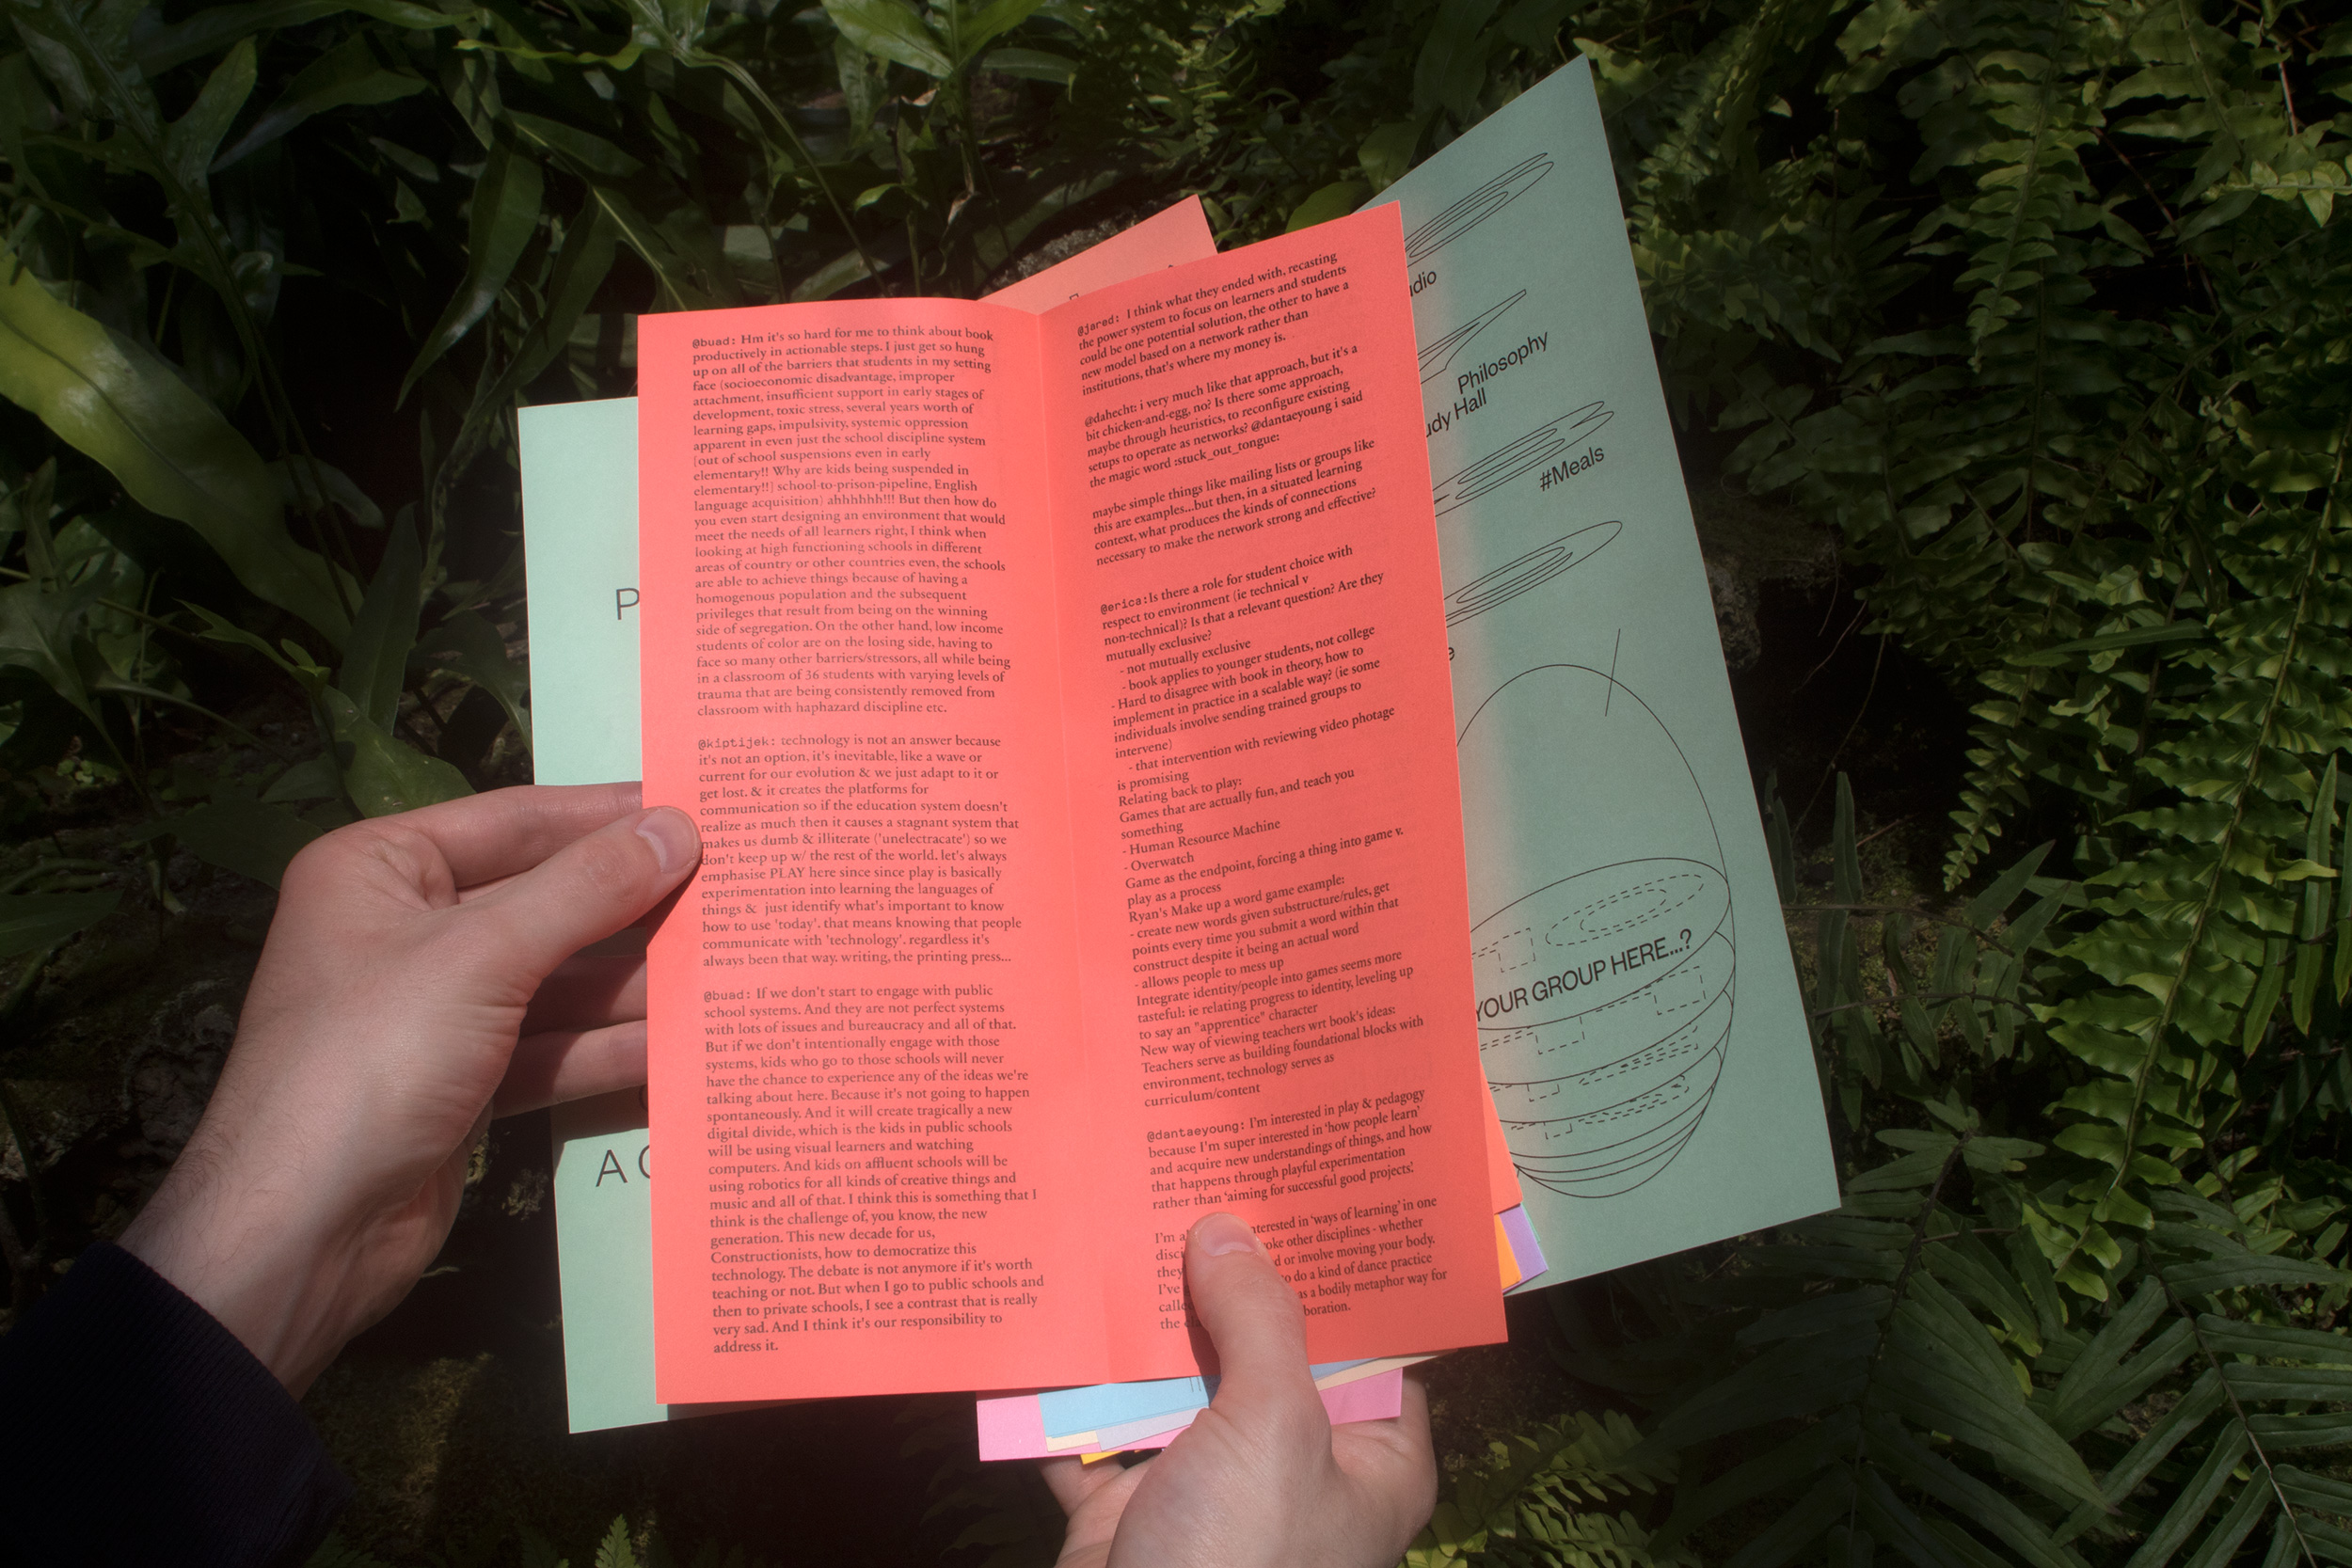 @buad: Hm it's so hard for me to think about book
productively in actionable steps. I just get so hung
up on all of the barriers that students in my setting
face (socioeconomic disadvantage, improper
attachment, insufficient support in early stages of
development, toxic stress, several years worth of
learning gaps, impulsivity, systemic oppression
apparent in even just the school discipline system
[out of school suspensions even in early
elementary!! Why are kids being suspended in
elementary!!] school-to-prison-pipeline, English
language acquisition) ahhhhhh!!! But then how do
you even start designing an environment that would
meet the needs of all learners right, I think when
looking at high functioning schools in different
areas of country or other countries even, the schools
are able to achieve things because of having a
homogenous population and the subsequent
privileges that result from being on the winning
side of segregation. On the other hand, low income
students of color are on the losing side, having to
face so many other barriers/stressors, all while being
in a classroom of 36 students with varying levels of
trauma that are being consistently removed from
classroom with haphazard discipline etc.
@kiptijek: technology is not an answer because
it's not an option, it's inevitable, like a wave or
current for our evolution & we just adapt to it or
get lost. & it creates the platforms for
communication so if the education system doesn't
realize as much then it causes a stagnant system that
makes us dumb & illiterate ('unelectracate') so we
don't keep up w/ the rest of the world. let's always
emphasise PLAY here since since play is basically
experimentation into learning the languages of
things & just identify what's important to know
how to use 'today'. that means knowing that people
communicate with 'technology'. regardless it's
always been that way. writing, the printing press...
@buad: If we don't start to engage with public
school systems. And they are not perfect systems
with lots of issues and bureaucracy and all of that.
But if we don't intentionally engage with those
systems, kids who go to those schools will never
have the chance to experience any of the ideas we're
talking about here. Because it's not going to happen
spontaneously. And it will create tragically a new
digital divide, which is the kids in public schools
will be using visual learners and watching
computers. And kids on affluent schools will be
using robotics for all kinds of creative things and
music and all of that. I think this is something that I
think is the challenge of, you know, the new
generation. This new decade for us,
Constructionists, how to democratize this
technology. The debate is not anymore if it's worth
teaching or not. But when I go to public schools and
then to private schools, I see a contrast that is really
very sad. And I think it's our responsibility to
address it.
@jared: I think what they ended with, recasting
the power system to focus on learners and students
could be one potential solution, the other to have a
new model based on a network rather than
institutions, that's where my money is.
@dahecht: i very much like that approach, but it's a
bit chicken-and-egg, no? Is there some approach,
maybe through heuristics, to reconfigure existing
setups to operate as networks? @dantaeyoung i said
the magic word :stuck_out_tongue:
maybe simple things like mailing lists or groups like
this are examples...but then, in a situated learning
context, what produces the kinds of connections
necessary to make the network strong and effective?
@erica:Is there a role for student choice with
respect to environment (ie technical v
non-technical)? Is that a relevant question? Are they
mutually exclusive?
- not mutually exclusive
- book applies to younger students, not college
- Hard to disagree with book in theory, how to
implement in practice in a scalable way? (ie some
individuals involve sending trained groups to
intervene)
- that intervention with reviewing video photage
is promising
Relating back to play:
Games that are actually fun, and teach you
something
- Human Resource Machine
- Overwatch
Game as the endpoint, forcing a thing into game v.
play as a process
Ryan's Make up a word game example:
- create new words given substructure/rules, get
points every time you submit a word within that
construct despite it being an actual word
- allows people to mess up
Integrate identity/people into games seems more
tasteful: ie relating progress to identity, leveling up
to say an "apprentice" character
New way of viewing teachers wrt book's ideas:
Teachers serve as building foundational blocks with
environment, technology serves as
curriculum/content
@dantaeyoung: I'm interested in play & pedagogy
because I'm super interested in 'how people learn'
and acquire new understandings of things, and how
that happens through playful experimentation
rather than 'aiming for successful good projects'.
I'm interested in 'ways of learning' in one
other disciplines - whether
they or involve moving your body.
I've to do a kind of dance practice
as a bodily metaphor way for
the
Philosophy
Hall
#Meals
YOUR GROUP HERE...?